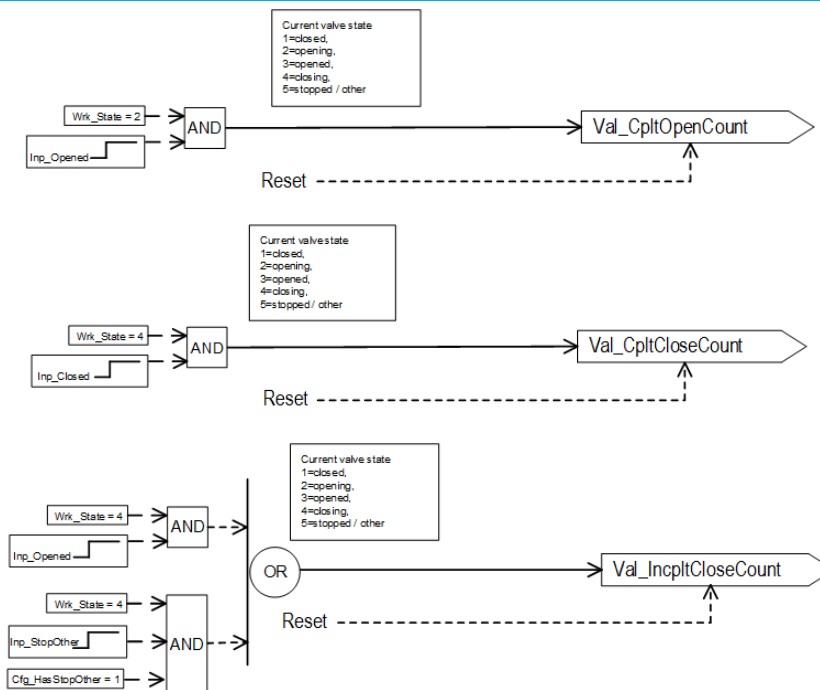 Current valve state
1=closed,
2=opening,
3=opened,
4=closing,
5=stopped / other
Wrk_State = 2
AND
Val_CpltOpenCount
Inp_Opened
Reset
Current valve state
1=closed,
2=opening,
3=opened,
4=closing,
5=stopped / other
Wrk_State = 4
AND
Val_CpltCloseCount
Inp_Closed
Reset
Current valve state
1=closed,
2=opening,
3=opened,
4=closing,
5=stopped / other
Wrk_State = 4
AND
Inp_Opened
OR
Val_IncpltCloseCount
Wrk_State = 4
Reset
Inp_StopOther
AND
Cfg_HasStopOther = 1